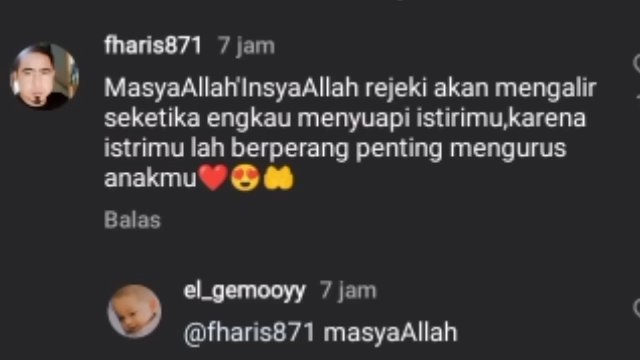 fharis871 7 jam
MasyaAllah'InsyaAllah rejeki akan mengalir
seketika engkau menyuapi istirimu,karena
istrimu lah berperang penting mengurus
anakmu❤️😍🤲
Balas
el_gemooyy 7 jam
@fharis871 masyaAllah